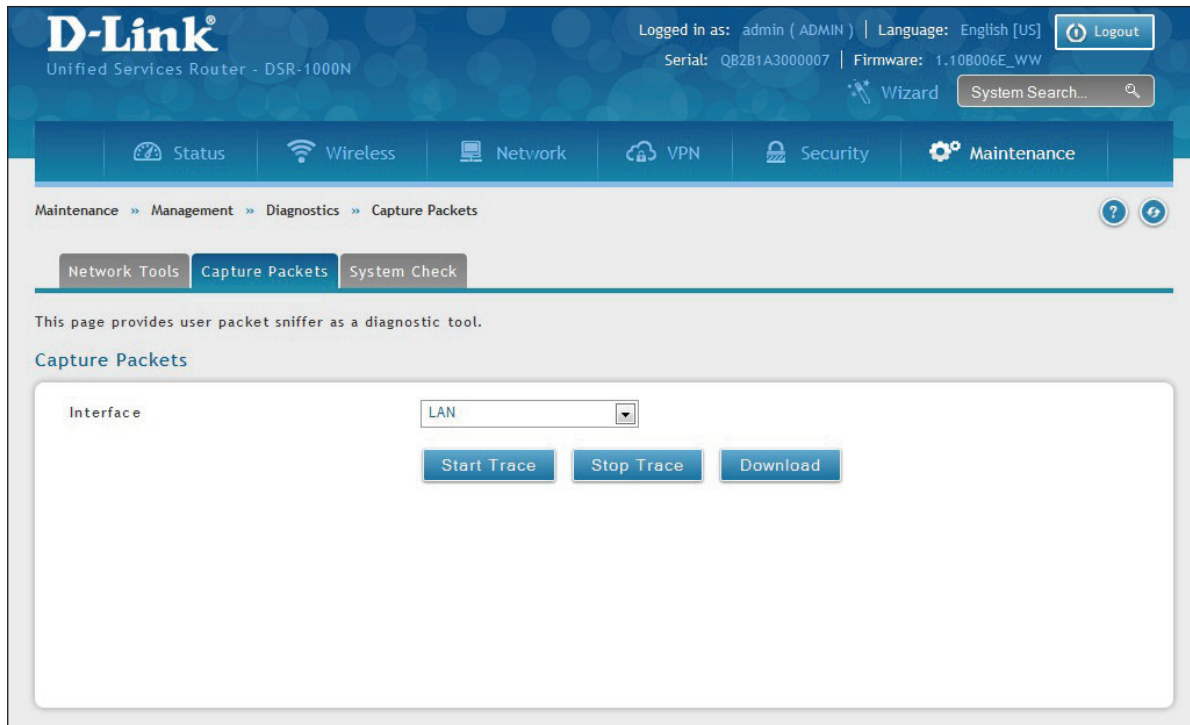 D-Link®
Unified Services Router - DSR-1000N
Logged in as: admin ( ADMIN ) | Language: English [US]
Logout
Serial: QB2B1A3000007 | Firmware: 1.10B006E_WW
Wizard
System Search...
Status
Wireless
Network
VPN
Security
Maintenance
Maintenance » Management » Diagnostics » Capture Packets
?
Network Tools
Capture Packets
System Check
This page provides user packet sniffer as a diagnostic tool.
Capture Packets
Interface
LAN
Start Trace
Stop Trace
Download